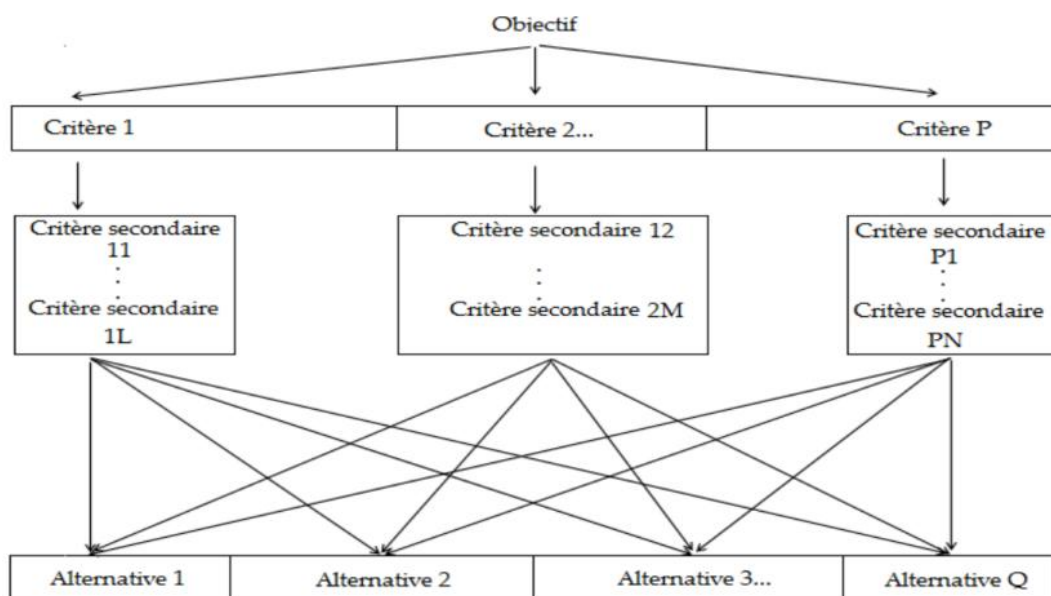 Objectif
Critère 1
Critère 2...
Critère P
Critère secondaire
11
Critère secondaire
1L
Critère secondaire 12
Critère secondaire 2M
Critère secondaire
P1
Critère secondaire
PN
Alternative 1
Alternative 2
Alternative 3...
Alternative Q